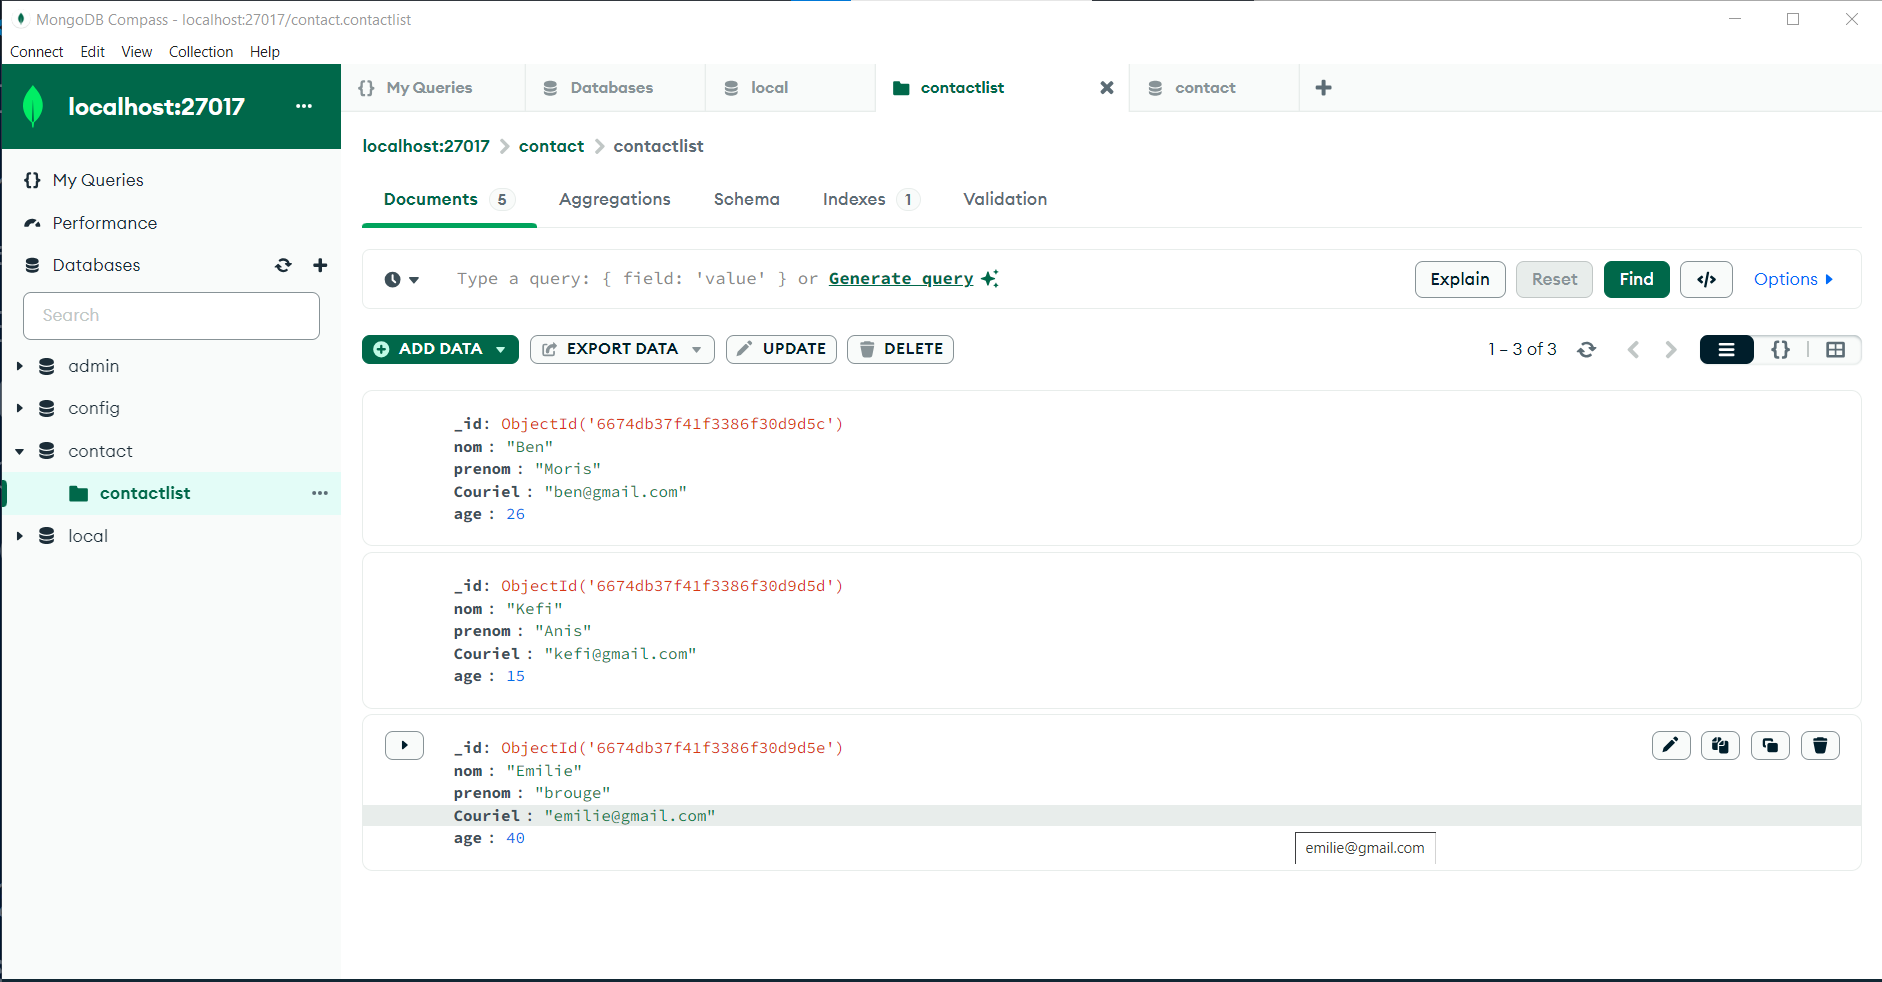 MongoDB Compass - localhost:27017/contact.contactlist
Connect Edit View Collection Help
localhost:27017 ...
My Queries
Performance
Databases
Search
admin
config
contact
contactlist ...
local
{} My Queries Databases local contactlist contact
localhost:27017 > contact > contactlist
Documents 5 Aggregations Schema Indexes 1 Validation
Type a query: { field: 'value' } or Generate query
Explain Reset Find </> Options
ADD DATA EXPORT DATA UPDATE DELETE
1 – 3 of 3 {}
_id: ObjectId('6674db37f41f3386f30d9d5c')
nom : "Ben"
prenom : "Moris"
Couriel : "ben@gmail.com"
age : 26
_id: ObjectId('6674db37f41f3386f30d9d5d')
nom : "Kefi"
prenom : "Anis"
Couriel : "kefi@gmail.com"
age : 15
_id: ObjectId('6674db37f41f3386f30d9d5e')
nom : "Emilie"
prenom : "brouge"
Couriel : "emilie@gmail.com"
age : 40
emilie@gmail.com